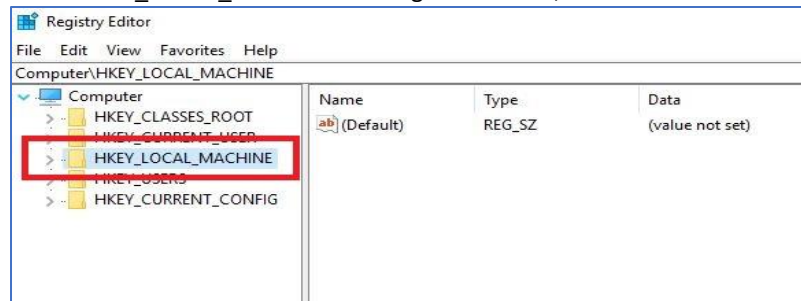 Registry Editor
File Edit View Favorites Help
Computer\HKEY_LOCAL_MACHINE
Computer
HKEY_CLASSES_ROOT
HKEY_CURRENT_USER
HKEY_LOCAL_MACHINE
HKEY_USERS
HKEY_CURRENT_CONFIG
Name Type Data
ab (Default) REG_SZ (value not set)